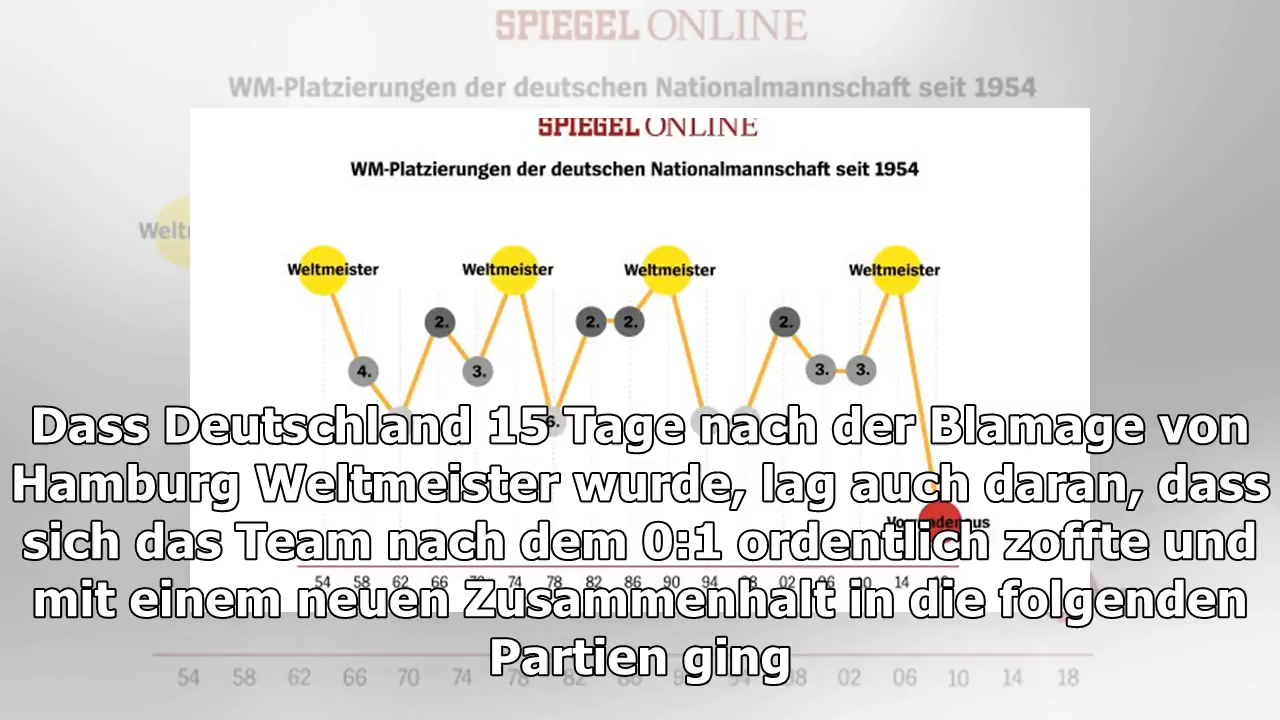 SPIEGEL ONLINE
WM-Platzierungen der deutschen Nationalmannschaft seit 1954
SPIEGEL ONLINE
WM-Platzierungen der deutschen Nationalmannschaft seit 1954
Weltmeister Weltmeister Weltmeister Weltmeister
2. 2. 2. 2.
4. 3. 3. 3.
6.
Dass Deutschland 15 Tage nach der Blamage von
Hamburg Weltmeister wurde, lag auch daran, dass
sich das Team nach dem 0:1 ordentlich zoffte und
mit einem neuen Zusammenhalt in die folgenden
Partien ging
54 58 62 66 74 78 82 86 90 94 02 14
54 58 62 66 70 74 78 82 02 06 10 14 18